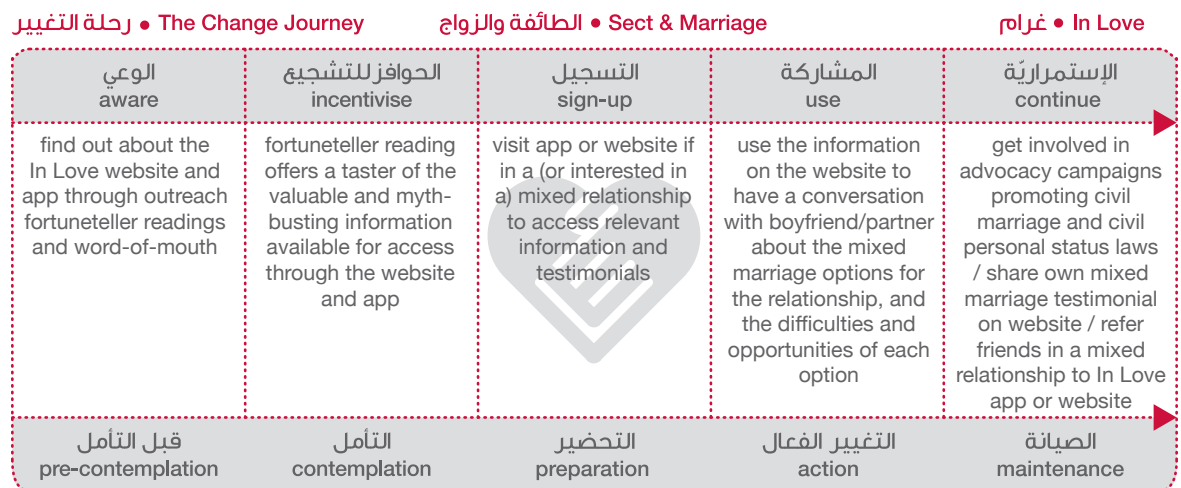 رحلة التغيير • The Change Journey
الطائفة والزواج • Sect & Marriage
غرام • In Love
الوعي
aware
الحوافز للتشجيع
incentivise
التسجيل
sign-up
المشاركة
use
الإستمراريّة
continue
find out about the
In Love website and
app through outreach
fortuneteller readings
and word-of-mouth
fortuneteller reading
offers a taster of the
valuable and myth-
busting information
available for access
through the website
and app
visit app or website if
in a (or interested in
a) mixed relationship
to access relevant
information and
testimonials
use the information
on the website to
have a conversation
with boyfriend/partner
about the mixed
marriage options for
the relationship, and
the difficulties and
opportunities of each
option
get involved in
advocacy campaigns
promoting civil
marriage and civil
personal status laws
/ share own mixed
marriage testimonial
on website / refer
friends in a mixed
relationship to In Love
app or website
قبل التأمل
pre-contemplation
التأمل
contemplation
التحضير
preparation
التغيير الفعال
action
الصيانة
maintenance